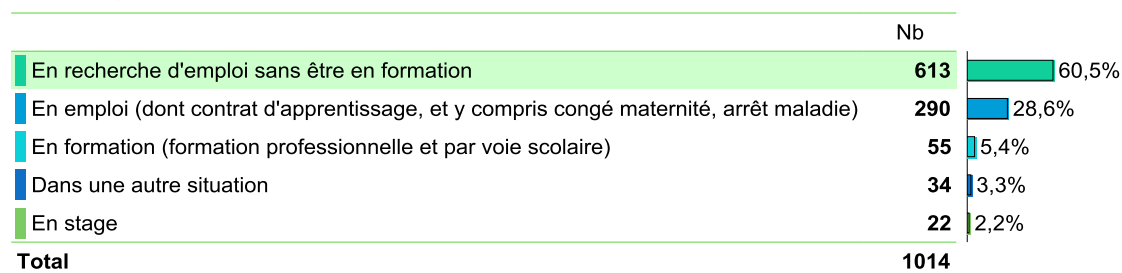 Nb
En recherche d'emploi sans être en formation 613 60,5%
En emploi (dont contrat d'apprentissage, et y compris congé maternité, arrêt maladie) 290 28,6%
En formation (formation professionnelle et par voie scolaire) 55 5,4%
Dans une autre situation 34 3,3%
En stage 22 2,2%
Total 1014